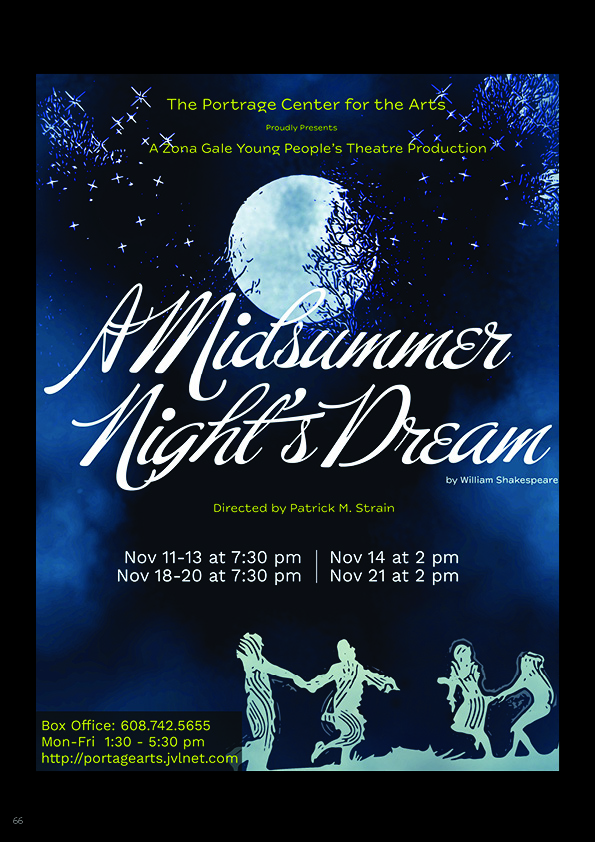 The Portrage Center for the Arts
Proudly Presents
A Zona Gale Young People's Theatre Production
A Midsummer
Night's Dream
by William Shakespeare
Directed by Patrick M. Strain
Nov 11-13 at 7:30 pm | Nov 14 at 2 pm
Nov 18-20 at 7:30 pm | Nov 21 at 2 pm
Box Office: 608.742.5655
Mon-Fri 1:30 - 5:30 pm
http://portagearts.jvlnet.com
66